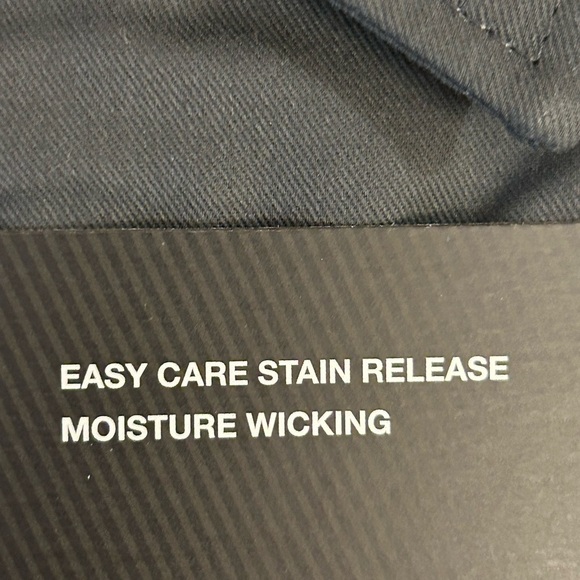 EASY CARE STAIN RELEASE
MOISTURE WICKING